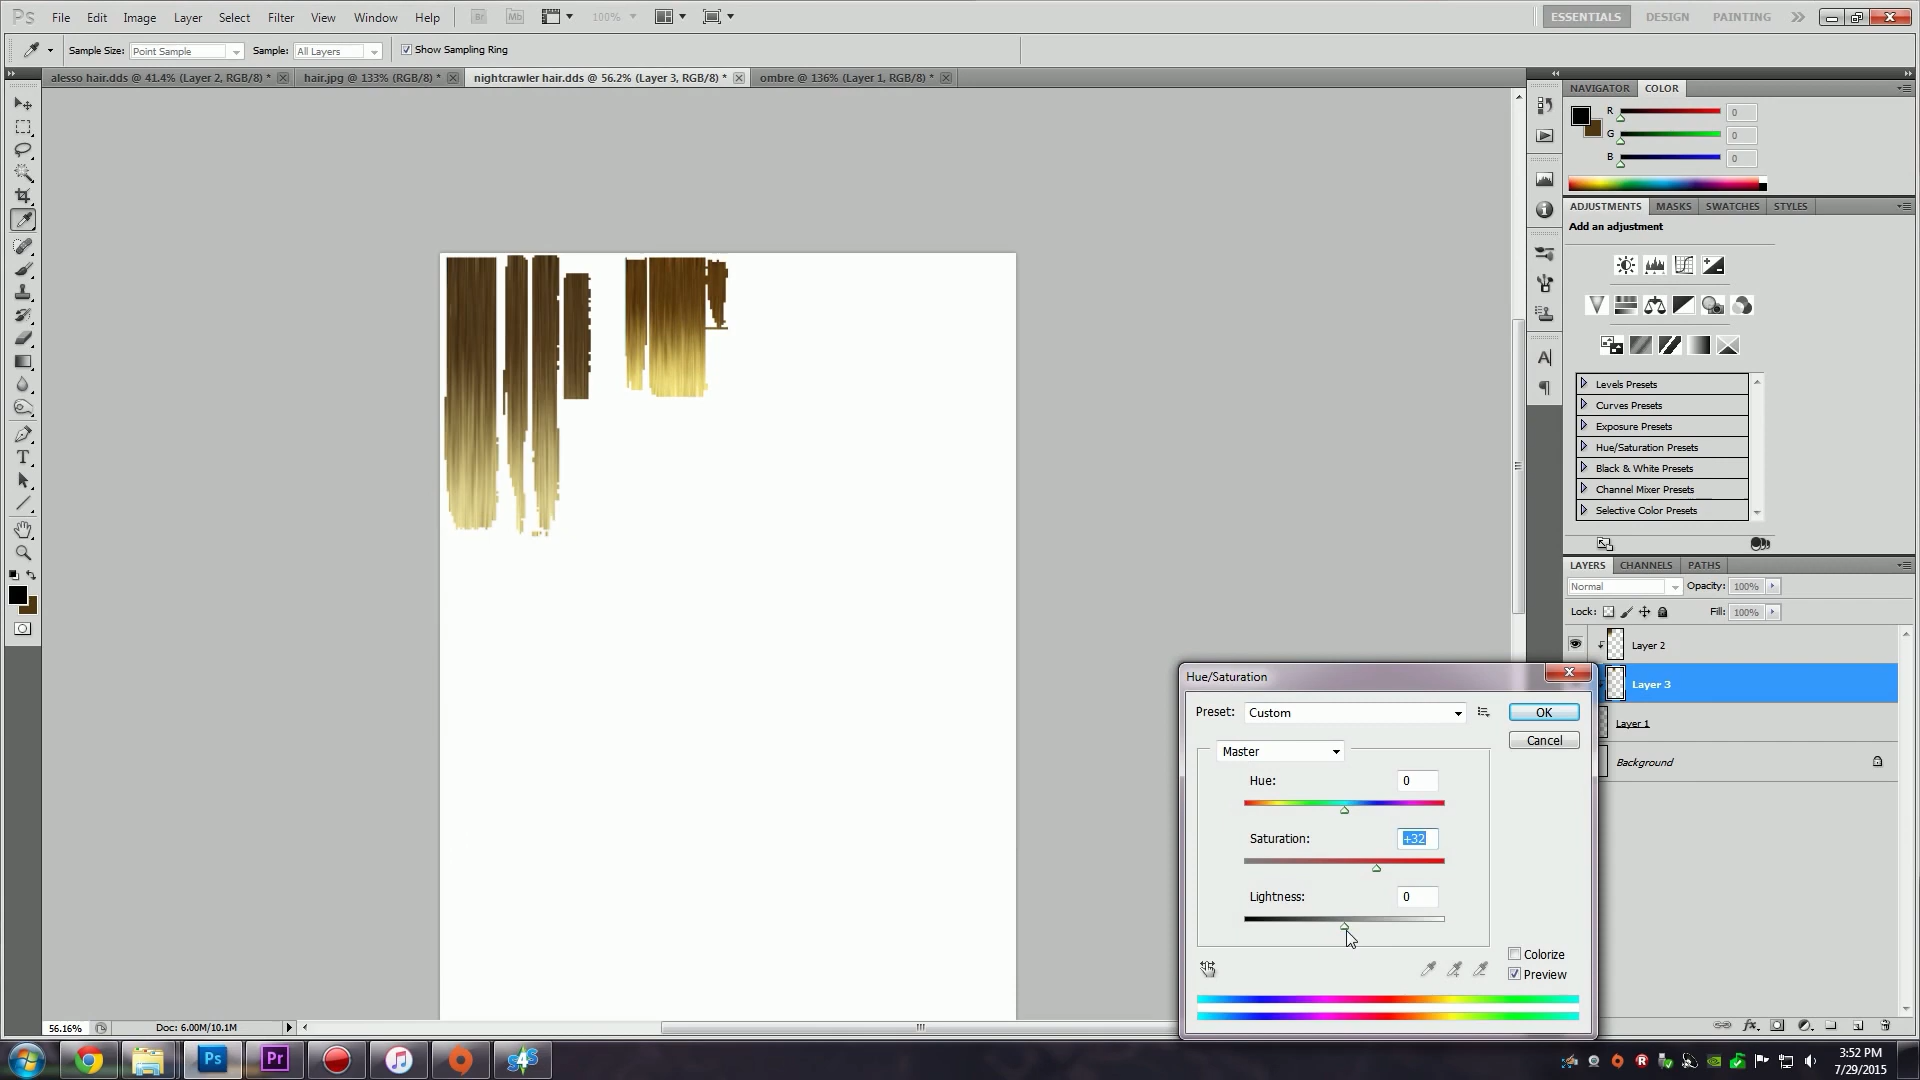 Ps File Edit Image Layer Select Filter View Window Help Br Mb 100% ESSENTIALS DESIGN PAINTING
Sample Size: Point Sample Sample: All Layers Show Sampling Ring
alesso hair.dds @ 41.4% (Layer 2, RGB/8) * hair.jpg @ 133% (RGB/8) * nightcrawler hair.dds @ 56.2% (Layer 3, RGB/8) * ombre @ 136% (Layer 1, RGB/8) *
NAVIGATOR COLOR
R 0
G 0
B 0
ADJUSTMENTS MASKS SWATCHES STYLES
Add an adjustment
Levels Presets
Curves Presets
Exposure Presets
Hue/Saturation Presets
Black & White Presets
Channel Mixer Presets
Selective Color Presets
LAYERS CHANNELS PATHS
Normal Opacity: 100%
Lock: Fill: 100%
Layer 2
Layer 3
Layer 1
Background
Hue/Saturation
Preset: Custom OK
Cancel
Master
Hue: 0
Saturation: +32
Lightness: 0
Colorize
Preview
56.16% Doc: 6.00M/10.1M
Ps Pr
3:52 PM
7/29/2015